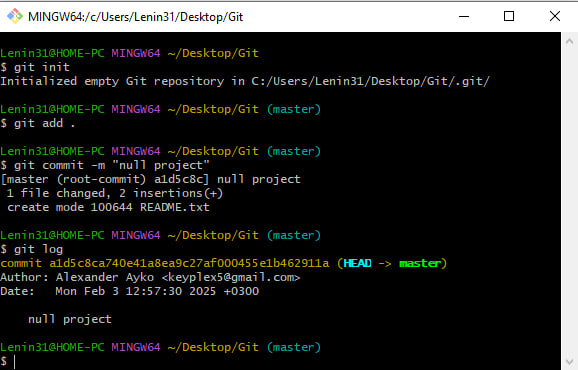 MINGW64:/c/Users/Lenin31/Desktop/Git
Lenin31@HOME-PC MINGW64 ~/Desktop/Git
$ git init
Initialized empty Git repository in C:/Users/Lenin31/Desktop/Git/.git/
Lenin31@HOME-PC MINGW64 ~/Desktop/Git (master)
$ git add .
Lenin31@HOME-PC MINGW64 ~/Desktop/Git (master)
$ git commit -m "null project"
[master (root-commit) a1d5c8c] null project
 1 file changed, 2 insertions(+)
 create mode 100644 README.txt
Lenin31@HOME-PC MINGW64 ~/Desktop/Git (master)
$ git log
commit a1d5c8ca740e41a8ea9c27af000455e1b462911a (HEAD -> master)
Author: Alexander Ayko <keyplex5@gmail.com>
Date:   Mon Feb 3 12:57:30 2025 +0300
    null project
Lenin31@HOME-PC MINGW64 ~/Desktop/Git (master)
$